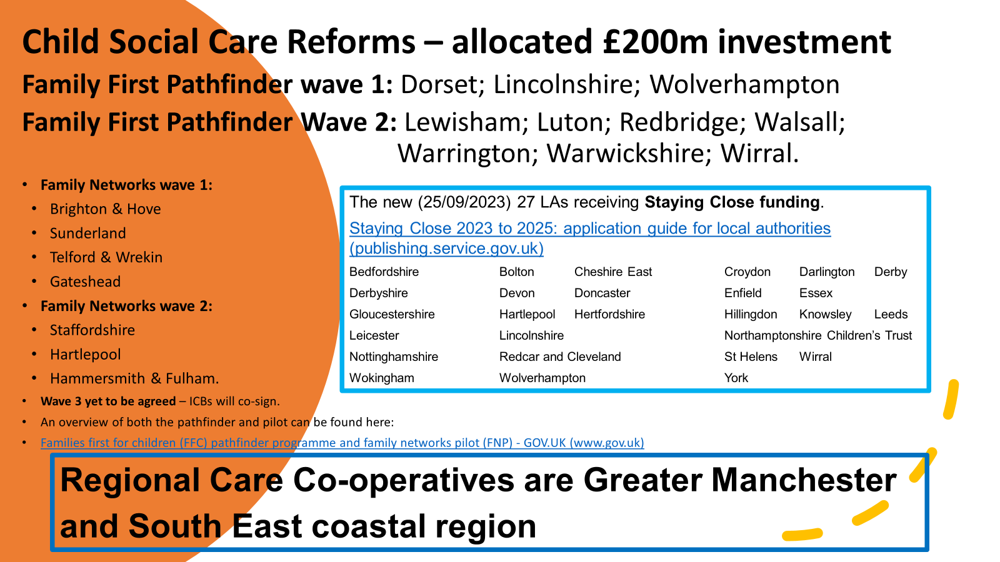 Child Social Care Reforms – allocated £200m investment
Family First Pathfinder wave 1: Dorset; Lincolnshire; Wolverhampton
Family First Pathfinder Wave 2: Lewisham; Luton; Redbridge; Walsall;
Warrington; Warwickshire; Wirral.
• Family Networks wave 1:
• Brighton & Hove
• Sunderland
• Telford & Wrekin
• Gateshead
• Family Networks wave 2:
• Staffordshire
• Hartlepool
• Hammersmith & Fulham.
• Wave 3 yet to be agreed – ICBs will co-sign.
• An overview of both the pathfinder and pilot can be found here:
• Families first for children (FFC) pathfinder programme and family networks pilot (FNP) - GOV.UK (www.gov.uk)
The new (25/09/2023) 27 LAs receiving Staying Close funding.
Staying Close 2023 to 2025: application guide for local authorities
(publishing.service.gov.uk)
Bedfordshire Bolton Cheshire East Croydon Darlington Derby
Derbyshire Devon Doncaster Enfield Essex
Gloucestershire Hartlepool Hertfordshire Hillingdon Knowsley Leeds
Leicester Lincolnshire Northamptonshire Children’s Trust
Nottinghamshire Redcar and Cleveland St Helens Wirral
Wokingham Wolverhampton York
Regional Care Co-operatives are Greater Manchester
and South East coastal region